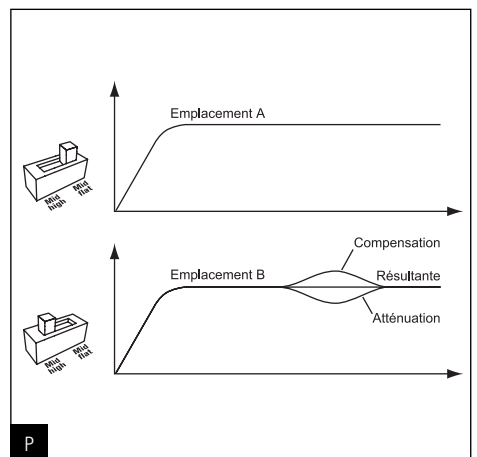 Emplacement A
Mid
high
Mid
flat
Compensation
Emplacement B
Résultante
Atténuation
Mid
high
Mid
flat
P